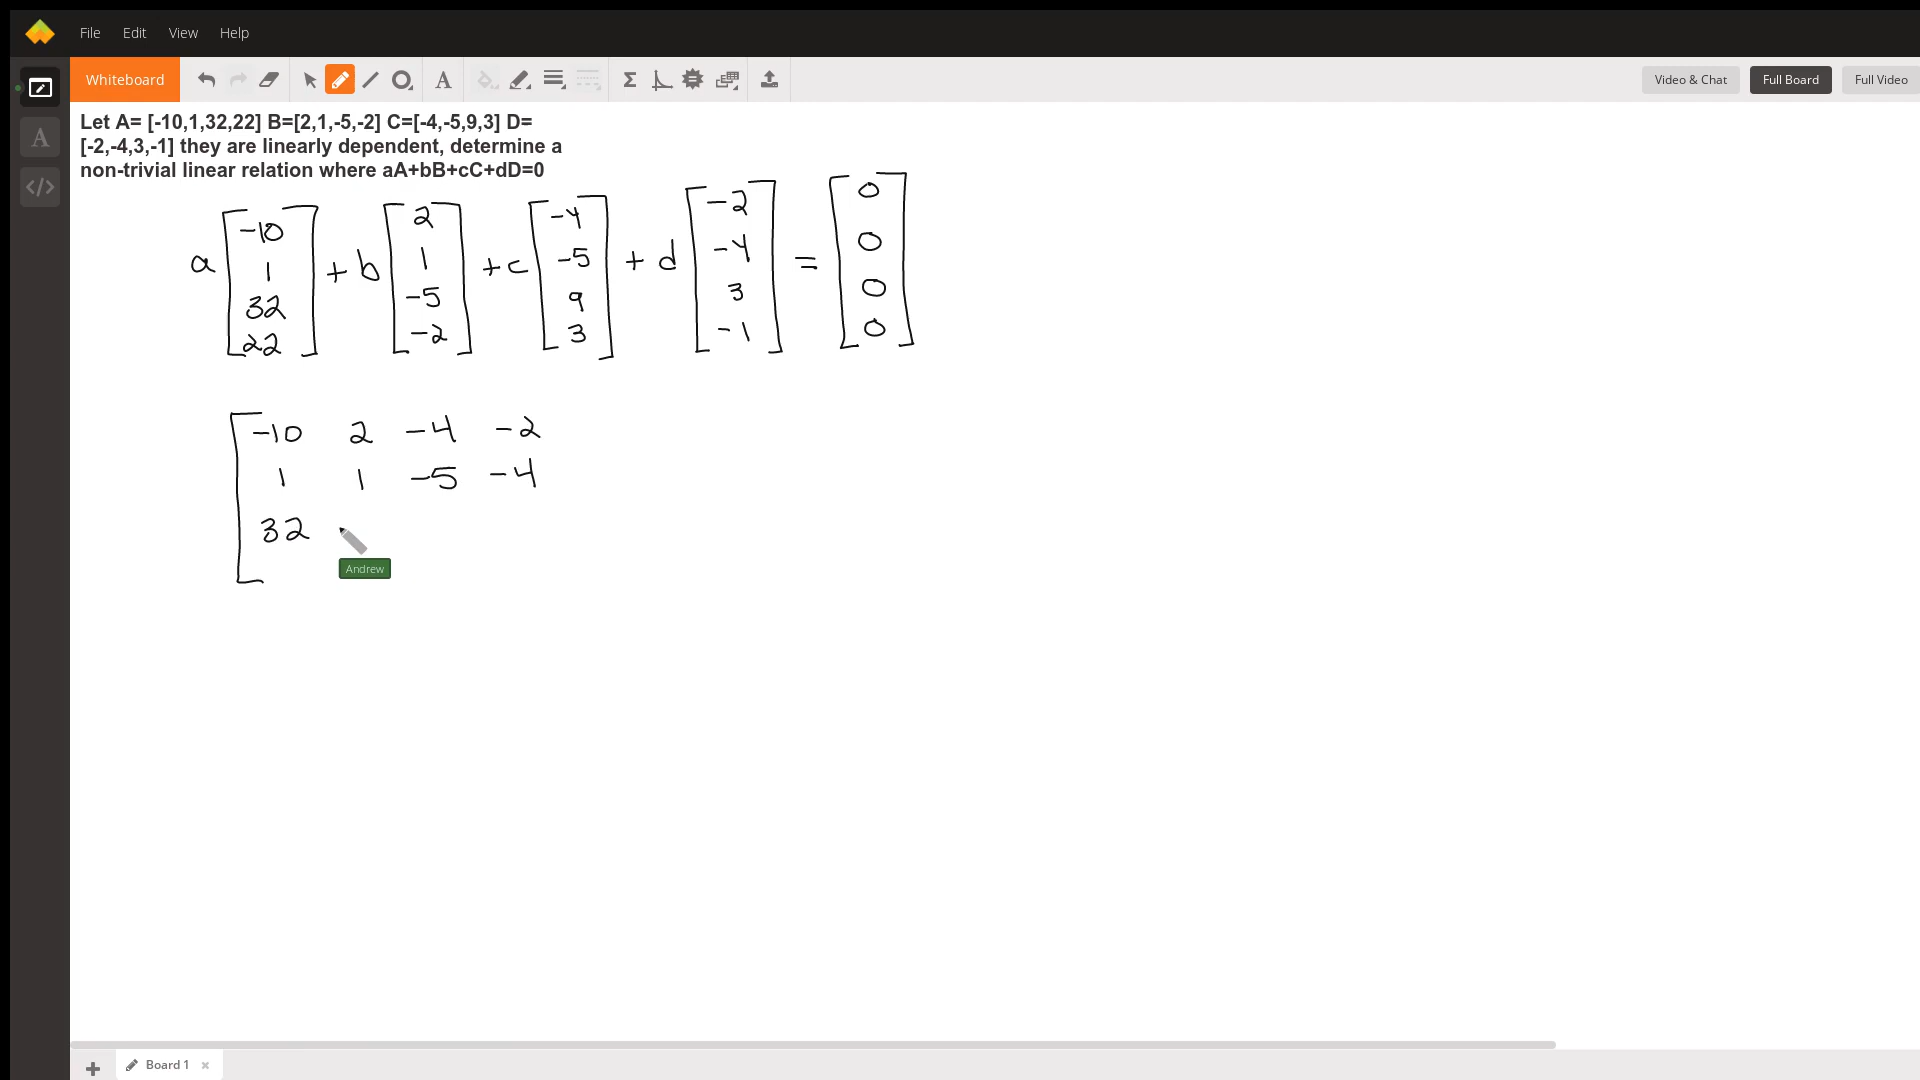 File Edit View Help
Whiteboard A Σ Video & Chat Full Board Full Video
A
</>
Let A= [-10,1,32,22] B=[2,1,-5,-2] C=[-4,-5,9,3] D=
[-2,-4,3,-1] they are linearly dependent, determine a
non-trivial linear relation where aA+bB+cC+dD=0
-10 2 -4 -2 0
1 1 -5 -4 0
a + b + c + d =
32 -5 9 3 0
22 -2 3 -1 0
-10 2 -4 -2
1 1 -5 -4
32
Andrew
+ Board 1 ×